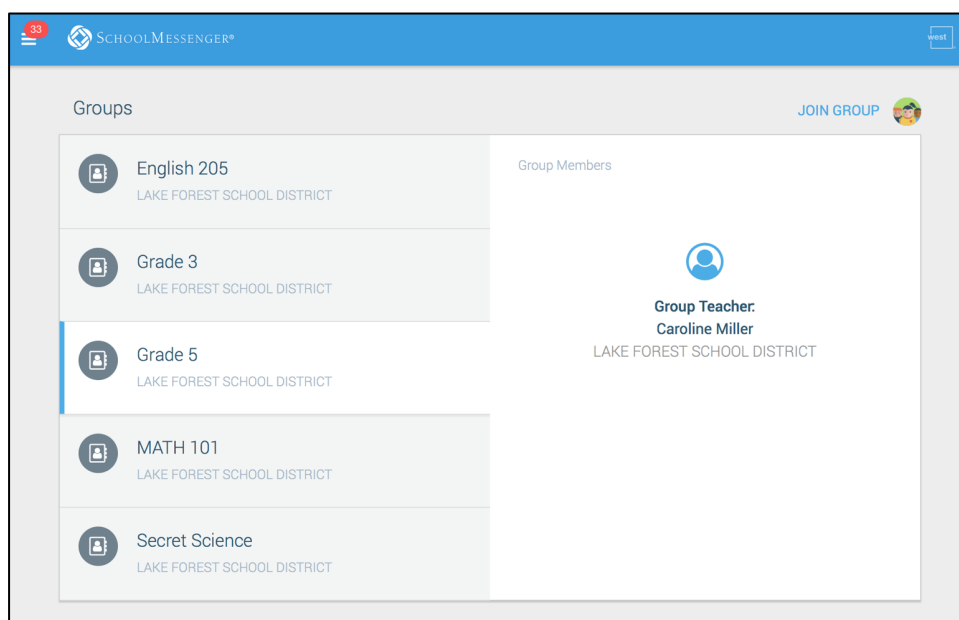 33
SCHOOLMESSENGER®
west
Groups
JOIN GROUP
English 205
LAKE FOREST SCHOOL DISTRICT
Grade 3
LAKE FOREST SCHOOL DISTRICT
Grade 5
LAKE FOREST SCHOOL DISTRICT
MATH 101
LAKE FOREST SCHOOL DISTRICT
Secret Science
LAKE FOREST SCHOOL DISTRICT
Group Members
Group Teacher:
Caroline Miller
LAKE FOREST SCHOOL DISTRICT